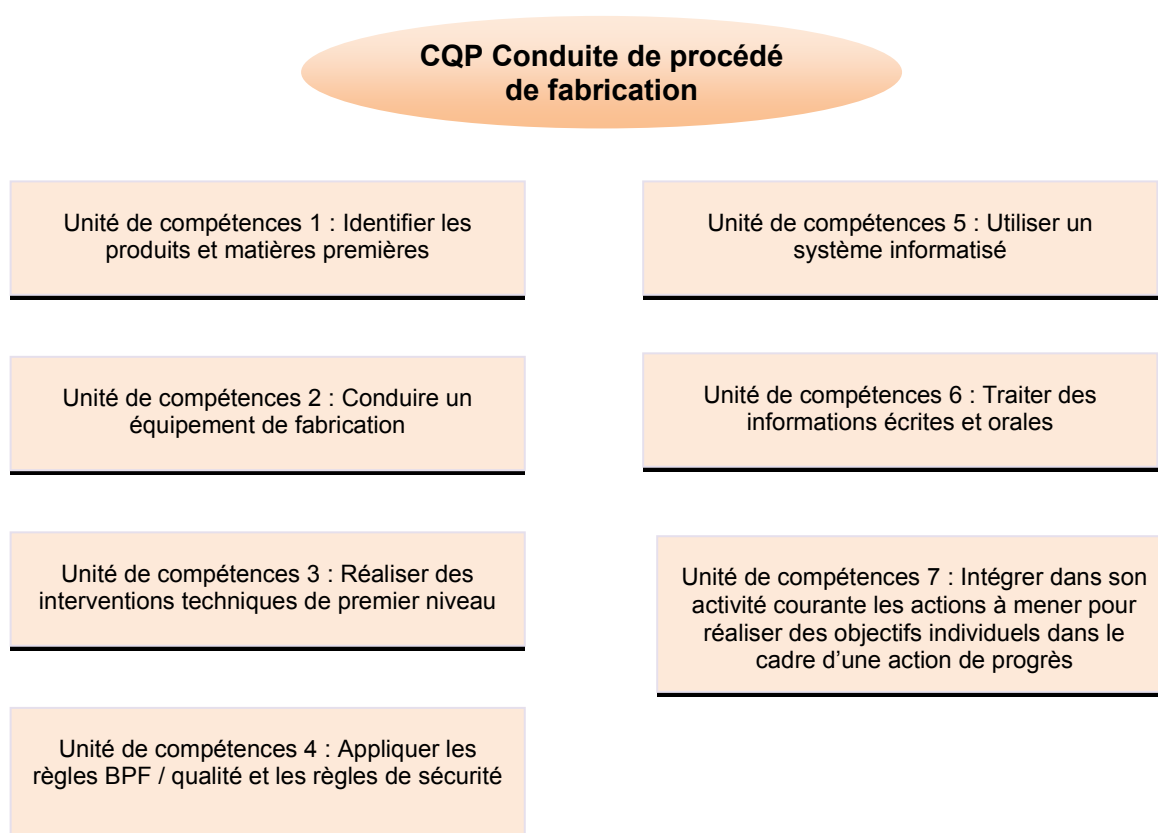 CQP Conduite de procédé
de fabrication
Unité de compétences 1 : Identifier les
produits et matières premières
Unité de compétences 2 : Conduire un
équipement de fabrication
Unité de compétences 3 : Réaliser des
interventions techniques de premier niveau
Unité de compétences 4 : Appliquer les
règles BPF / qualité et les règles de sécurité
Unité de compétences 5 : Utiliser un
système informatisé
Unité de compétences 6 : Traiter des
informations écrites et orales
Unité de compétences 7 : Intégrer dans son
activité courante les actions à mener pour
réaliser des objectifs individuels dans le
cadre d’une action de progrès